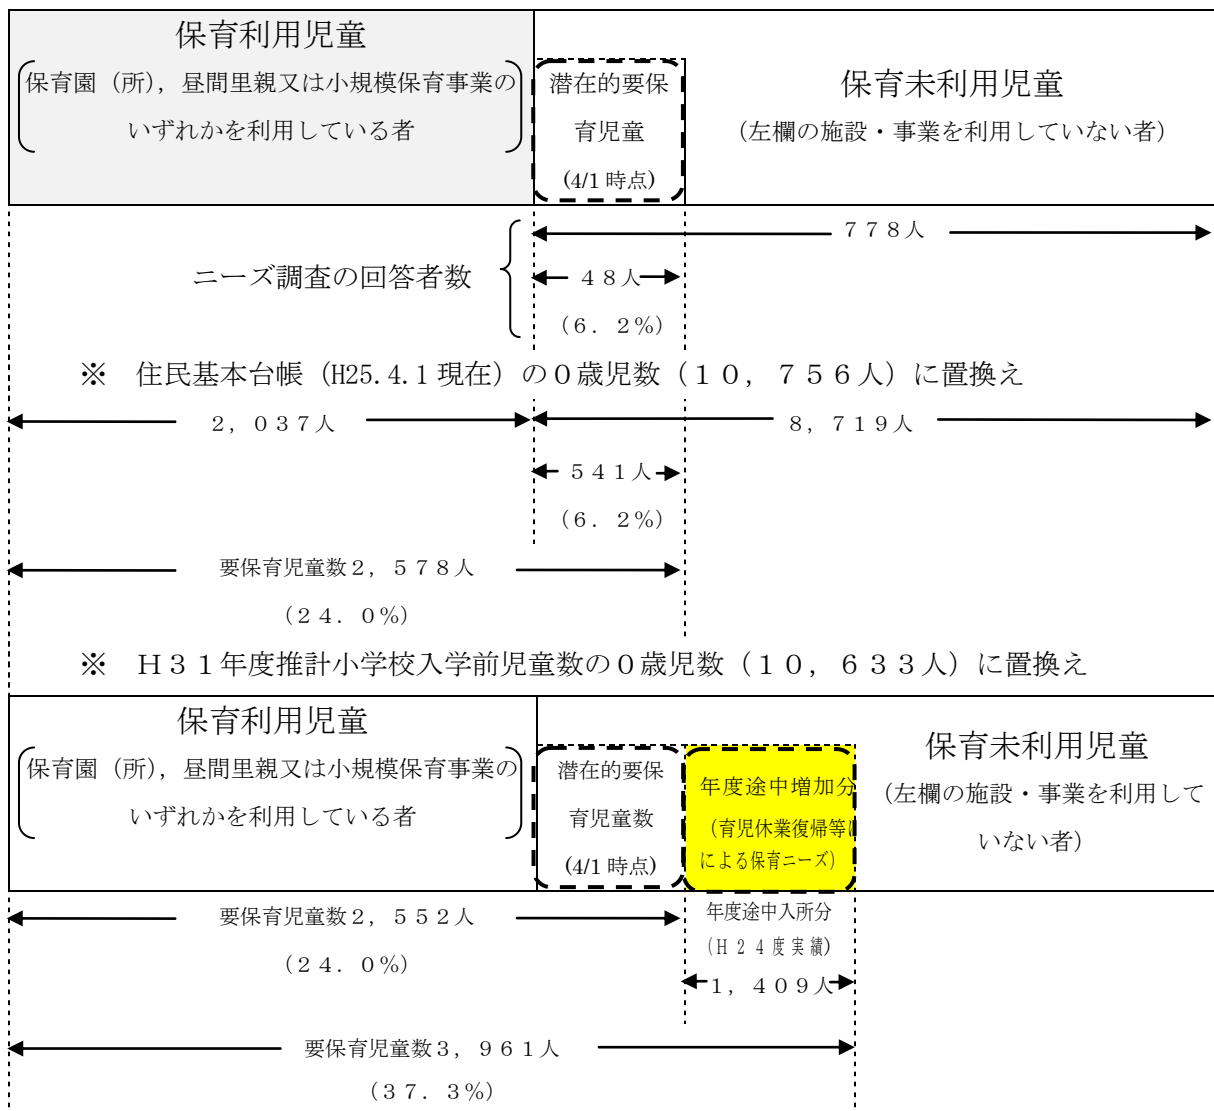 保育利用児童
保育園（所），昼間里親又は小規模保育事業の
いずれかを利用している者
潜在的要保
育児童
(4/1 時点)
保育未利用児童
（左欄の施設・事業を利用していない者）
７７８人
ニーズ調査の回答者数
４８人
（６．２％）
※　住民基本台帳（H25.4.1 現在）の０歳児数（１０，７５６人）に置換え
２，０３７人
８，７１９人
５４１人
（６．２％）
要保育児童数２，５７８人
（２４．０％）
※　Ｈ３１年度推計小学校入学前児童数の０歳児数（１０，６３３人）に置換え
保育利用児童
保育園（所），昼間里親又は小規模保育事業の
いずれかを利用している者
潜在的要保
育児童数
(4/1 時点)
年度途中増加分
（育児休業復帰等に
による保育ニーズ）
保育未利用児童
（左欄の施設・事業を利用して
いない者）
要保育児童数２，５５２人
（２４．０％）
年度途中入所分
（Ｈ２４度実績）
１，４０９人
要保育児童数３，９６１人
（３７．３％）